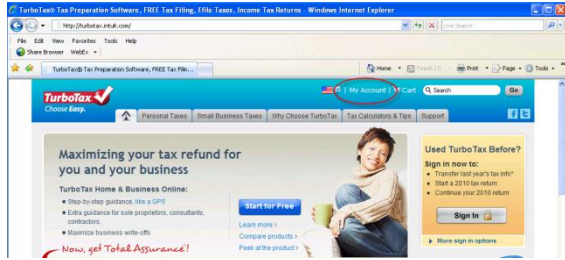 TurboTax® Tax Preparation Software, FREE Tax Filing, Efile Taxes, Income Tax Returns - Windows Internet Explorer
http://turbotax.intuit.com/
Live Search
File Edit View Favorites Tools Help
Share Browser WebEx
TurboTax® Tax Preparation Software, FREE Tax Filin...
Home
Print
Page
Tools
TurboTax
Choose Easy.
My Account
Cart
Search
Go
Personal Taxes
Small Business Taxes
Why Choose TurboTax
Tax Calculators & Tips
Support
Maximizing your tax refund for
you and your business
TurboTax Home & Business Online:
Step-by-step guidance, like a GPS
Extra guidance for sole proprietors, consultants,
contractors.
Maximize business write-offs
Now, get Total Assurance!
Start for Free
Learn more ›
Compare products ›
Peek at the product ›
Used TurboTax Before?
Sign in now to:
Transfer last year's tax info*
Start a 2010 tax return
Continue your 2010 return
Sign In
More sign in options